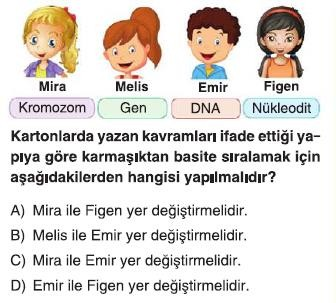 Mira Melis Emir Figen
Kromozom Gen DNA Nükleodit
Kartonlarda yazan kavramları ifade ettiği ya-
pıya göre karmaşıktan basite sıralamak için
aşağıdakilerden hangisi yapılmalıdır?
A) Mira ile Figen yer değiştirmelidir.
B) Melis ile Emir yer değiştirmelidir.
C) Mira ile Emir yer değiştirmelidir.
D) Emir ile Figen yer değiştirmelidir.